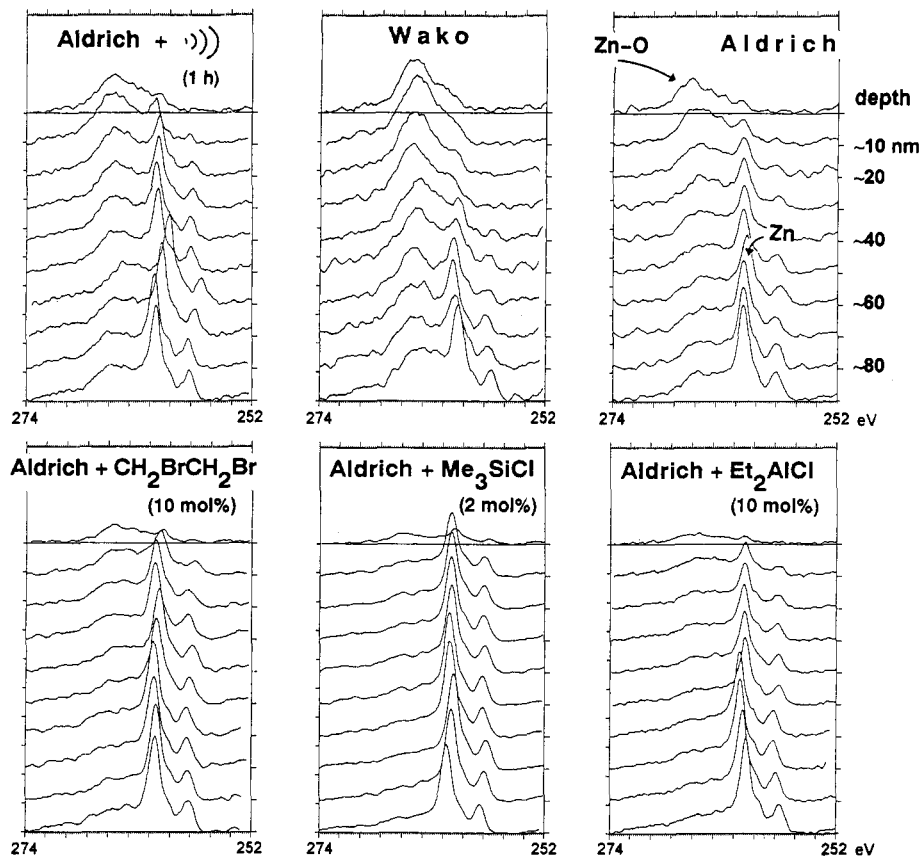 Aldrich +
(1 h)
Wako
Zn-O
Aldrich
depth
~10 nm
~20
~40
Zn
~60
~80
274
252
274
252
274
252 eV
Aldrich + CH2BrCH2Br
(10 mol%)
Aldrich + Me3SiCl
(2 mol%)
Aldrich + Et2AlCl
(10 mol%)
274
252
274
252
274
252 eV